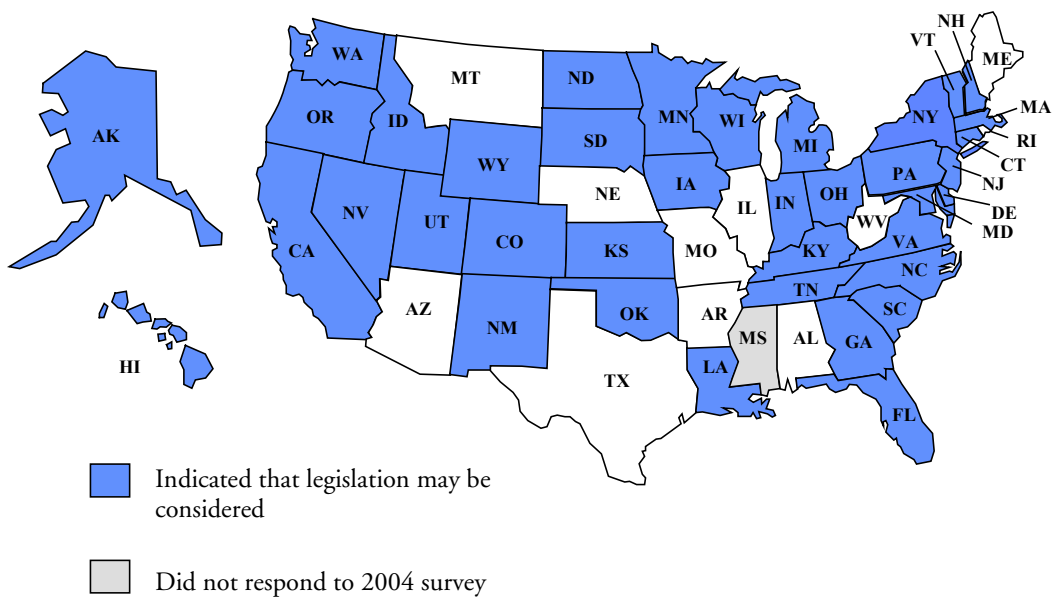 NH
VT
WA
ME
MT
ND
MA
OR
MN
NY
AK
ID
WI
RI
SD
MI
CT
WY
PA
NJ
IA
NE
OH
IL
IN
DE
NV
WV
MD
UT
CO
VA
CA
KS
MO
KY
NC
TN
AZ
SC
OK
AR
NM
MS
AL
GA
HI
LA
TX
FL
Indicated that legislation may be
considered
Did not respond to 2004 survey